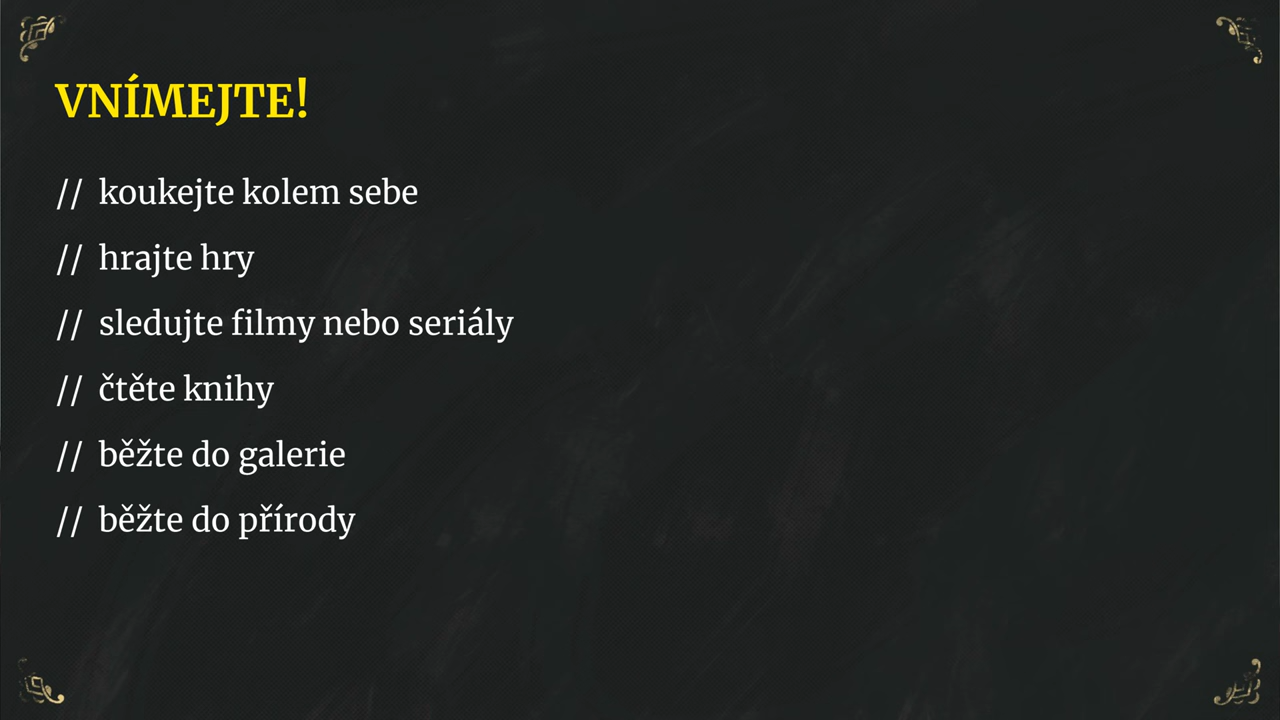 VNÍMEJTE!
// koukejte kolem sebe
// hrajte hry
// sledujte filmy nebo seriály
// čtěte knihy
// běžte do galerie
// běžte do přírody